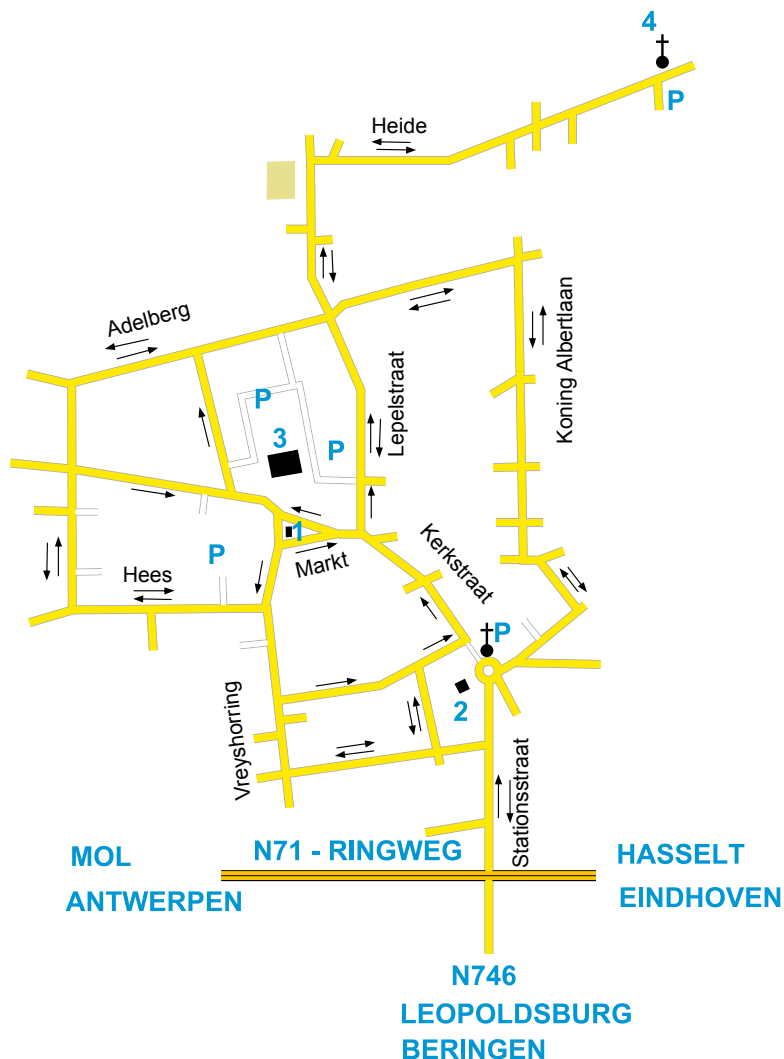 4
P
Heide
Adelberg
Koning Albertlaan
Lepelstraat
P
3
P
1
Markt
P
Hees
Kerkstraat
P
2
Vreyshorring
Stationsstraat
MOL
N71 - RINGWEG
HASSELT
ANTWERPEN
EINDHOVEN
N746
LEOPOLDSBURG
BERINGEN